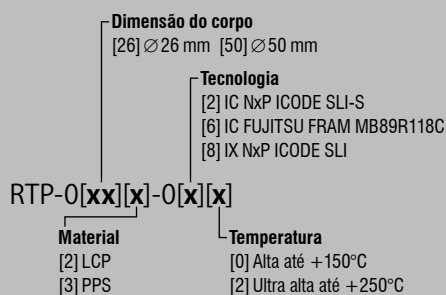 Dimensão do corpo
[26] ∅ 26 mm [50] ∅ 50 mm
Tecnologia
[2] IC NxP ICODE SLI-S
[6] IC FUJITSU FRAM MB89R118C
[8] IX NxP ICODE SLI
RTP-0[xx][x]-0[x][x]
Material
[2] LCP
[3] PPS
Temperatura
[0] Alta até +150°C
[2] Ultra alta até +250°C